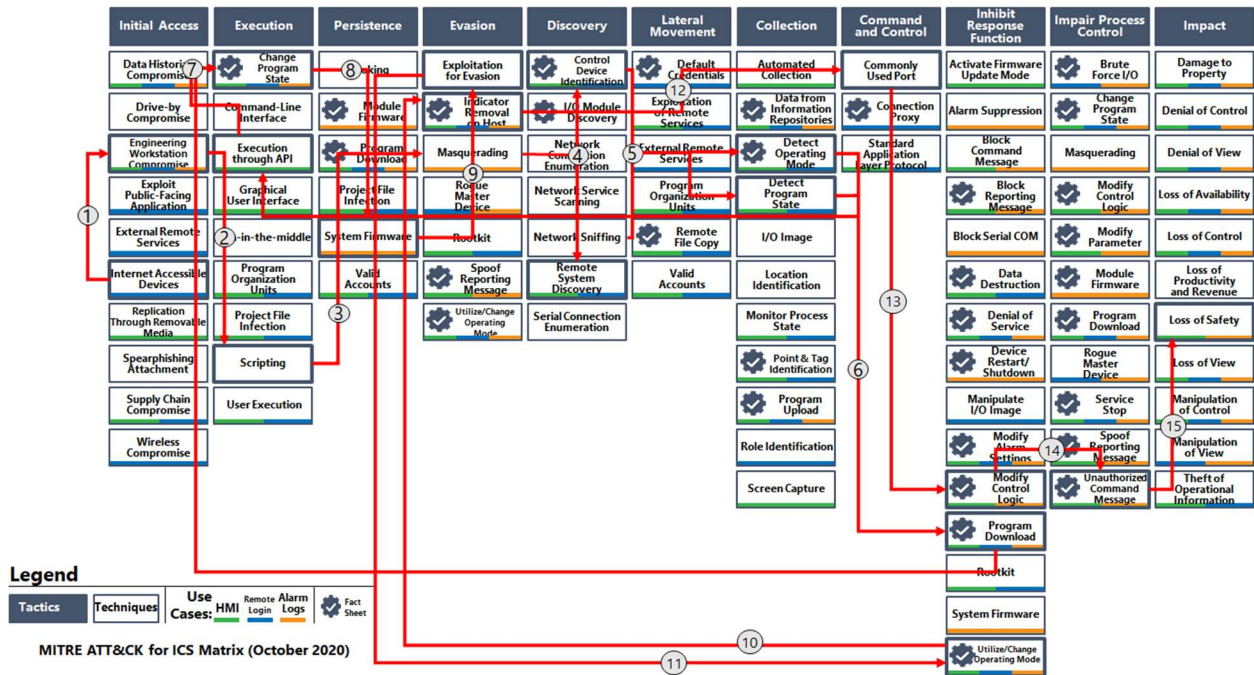 Initial Access
Data Historian
Compromise
Drive-by
Compromise
Engineering
Workstation
Compromise
Exploit
Public-Facing
Application
External Remote
Services
Internet Accessible
Devices
Replication
Through Removable
Media
Spearphishing
Attachment
Supply Chain
Compromise
Wireless
Compromise
Execution
Change
Program
State
Command-Line
Interface
Execution
through API
Graphical
User Interface
-in-the-middle
Program
Organization
Units
Project File
Infection
Scripting
User Execution
Persistence
king
Module
Firmware
Program
Download
Project File
Infection
System Firmware
Valid
Accounts
Evasion
Exploitation
for Evasion
Indicator
Removal
on Host
Masquerading
Rogue
Master
Device
Rootkit
Spoof
Reporting
Message
Utilize/Change
Operating
Mode
Discovery
Control
Device
Identification
I/O Module
Discovery
Network
Connection
Enumeration
Network Service
Scanning
Network Sniffing
Remote
System
Discovery
Serial Connection
Enumeration
Lateral
Movement
Default
Credentials
Exploitation
of Remote
Services
External Remote
Services
Program
Organization
Units
Remote
File Copy
Valid
Accounts
Collection
Automated
Collection
Data from
Information
Repositories
Detect
Operating
Mode
Detect
Program
State
I/O Image
Location
Identification
Monitor Process
State
Point & Tag
Identification
Program
Upload
Role Identification
Screen Capture
Command
and Control
Commonly
Used Port
Connection
Proxy
Standard
Application
Layer Protocol
Inhibit
Response
Function
Activate Firmware
Update Mode
Alarm Suppression
Block
Command
Message
Block
Reporting
Message
Block Serial COM
Data
Destruction
Denial of
Service
Device
Restart/
Shutdown
Manipulate
I/O Image
Modify
Alarm
Settings
Modify
Control
Logic
Program
Download
Rootkit
System Firmware
Utilize/Change
Operating Mode
Impair Process
Control
Brute
Force I/O
Change
Program
State
Masquerading
Modify
Control
Logic
Modify
Parameter
Module
Firmware
Program
Download
Rogue
Master
Device
Service
Stop
Spoof
Reporting
Message
Unauthorized
Command
Message
Impact
Damage to
Property
Denial of Control
Denial of View
Loss of Availability
Loss of Control
Loss of
Productivity
and Revenue
Loss of Safety
Loss of View
Manipulation
of Control
Manipulation
of View
Theft of
Operational
Information
1
2
3
4
5
6
7
8
9
10
11
12
13
14
15
Legend
Tactics
Techniques
Use
Cases:
HMI
Remote
Login
Alarm
Logs
Fact
Sheet
MITRE ATT&CK for ICS Matrix (October 2020)